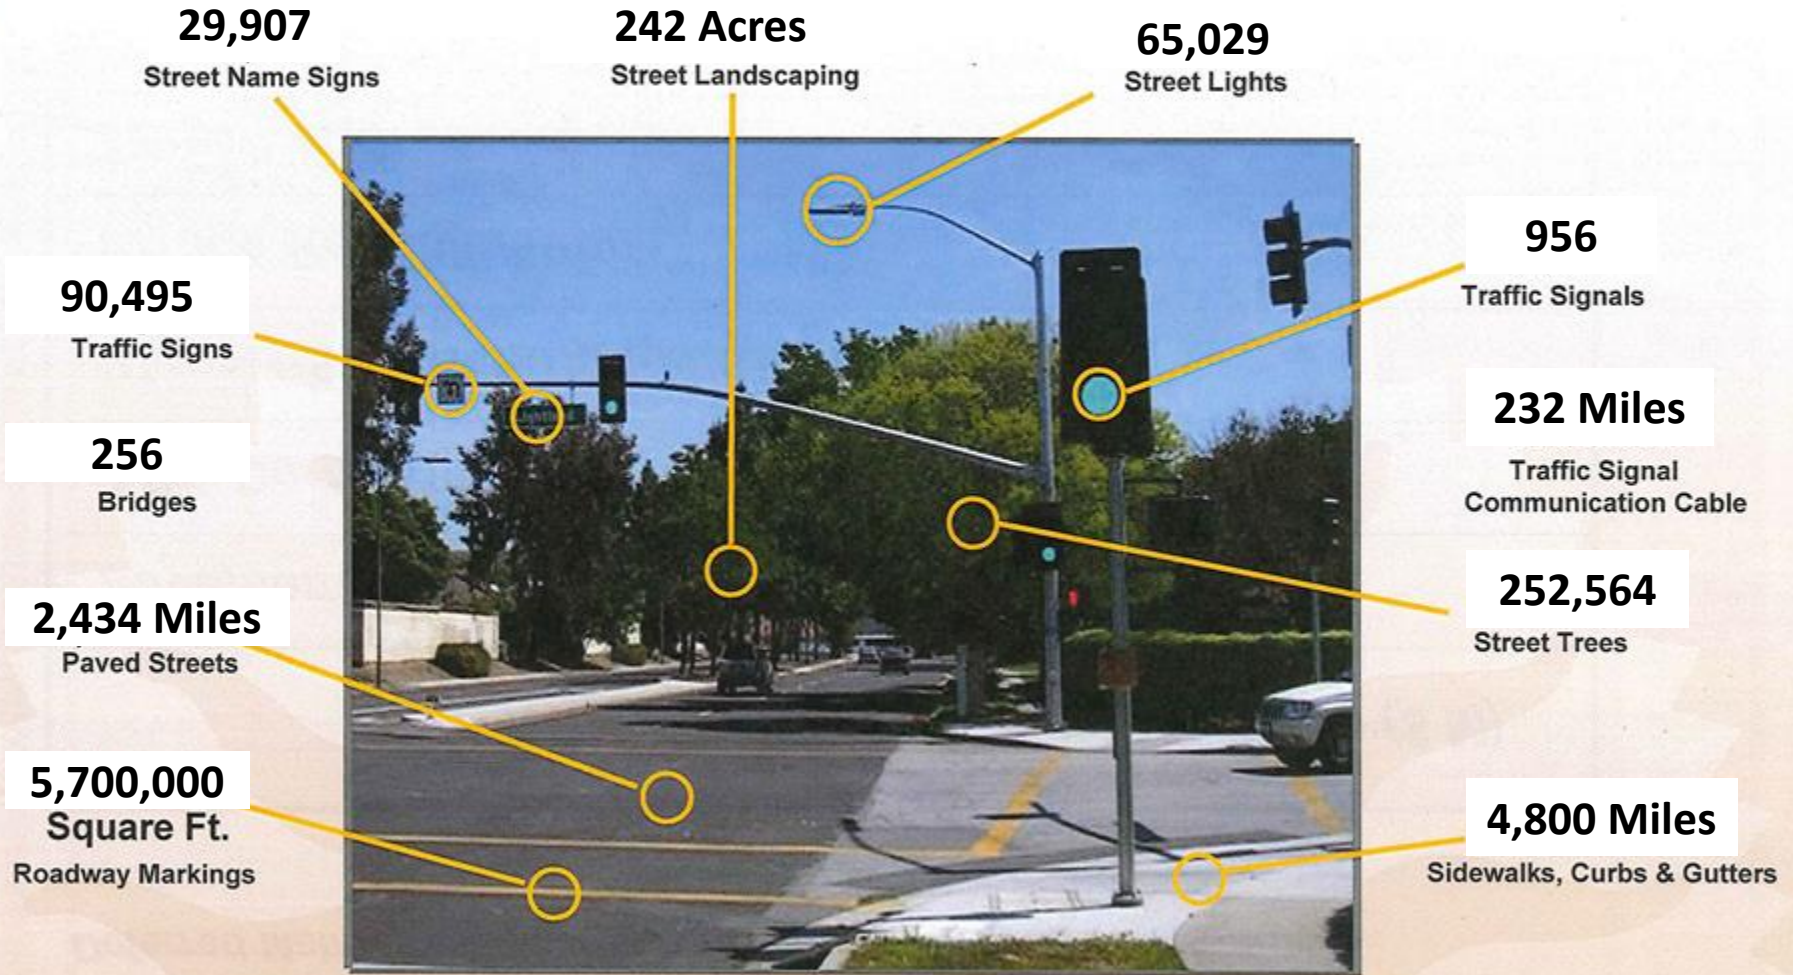 29,907
Street Name Signs
242 Acres
Street Landscaping
65,029
Street Lights
90,495
Traffic Signs
956
Traffic Signals
256
Bridges
232 Miles
Traffic Signal
Communication Cable
2,434 Miles
Paved Streets
252,564
Street Trees
5,700,000
Square Ft.
Roadway Markings
4,800 Miles
Sidewalks, Curbs & Gutters